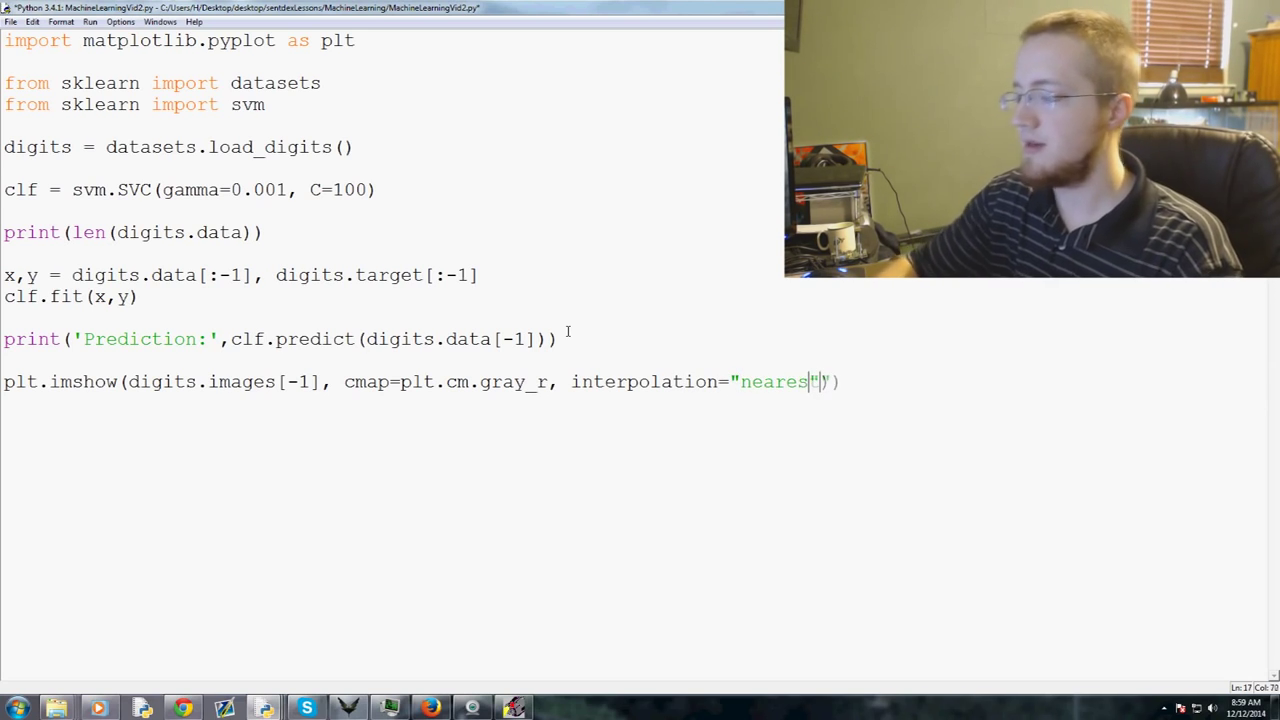 *Python 3.4.1: MachineLearningVid2.py - C:/Users/H/Desktop/desktop/sentdexLessons/MachineLearning/MachineLearningVid2.py*
File Edit Format Run Options Windows Help
import matplotlib.pyplot as plt
from sklearn import datasets
from sklearn import svm
digits = datasets.load_digits()
clf = svm.SVC(gamma=0.001, C=100)
print(len(digits.data))
x,y = digits.data[:-1], digits.target[:-1]
clf.fit(x,y)
print('Prediction:',clf.predict(digits.data[-1]))
plt.imshow(digits.images[-1], cmap=plt.cm.gray_r, interpolation="neares")
Ln: 17 Col: 72
8:59 AM
12/12/2014